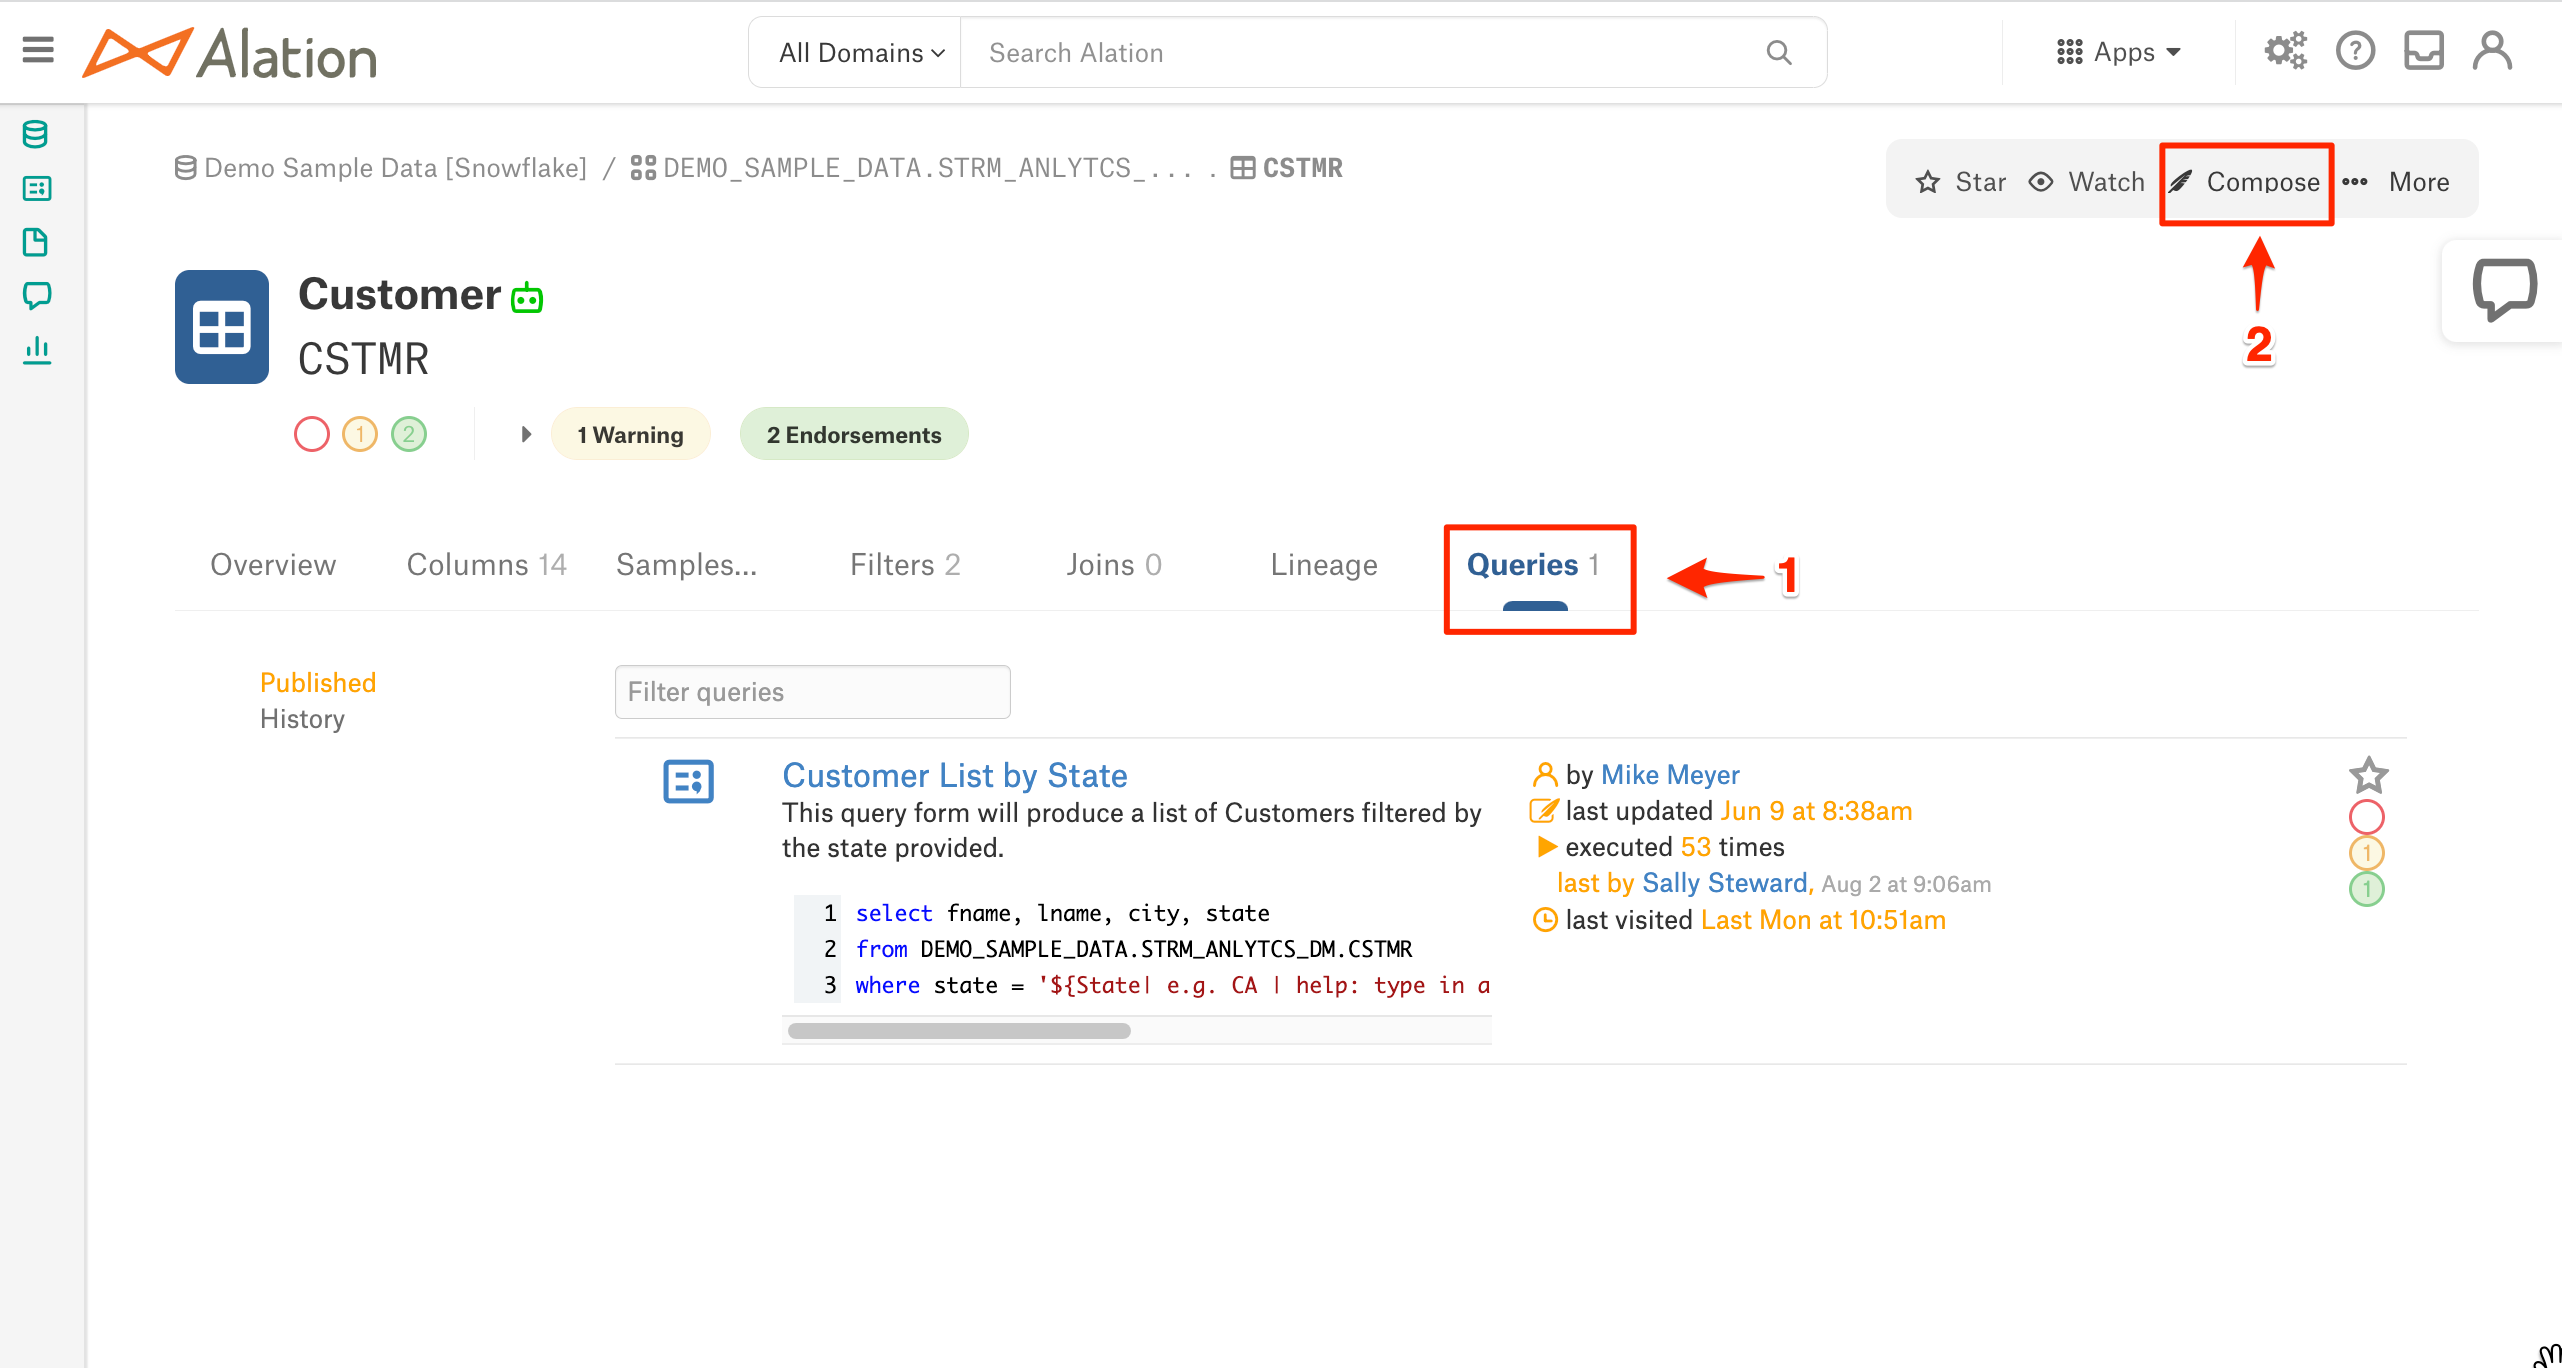 Alation
All Domains
Search Alation
Apps
Demo Sample Data [Snowflake] / DEMO_SAMPLE_DATA.STRM_ANLYTCS_... . CSTMR
Star Watch Compose More
2
Customer
CSTMR
1 2
1 Warning 2 Endorsements
Overview Columns 14 Samples... Filters 2 Joins 0 Lineage Queries 1
1
Published
History
Filter queries
Customer List by State
This query form will produce a list of Customers filtered by
the state provided.
1 select fname, lname, city, state
2 from DEMO_SAMPLE_DATA.STRM_ANLYTCS_DM.CSTMR
3 where state = '${State| e.g. CA | help: type in a
by Mike Meyer
last updated Jun 9 at 8:38am
executed 53 times
last by Sally Steward, Aug 2 at 9:06am
last visited Last Mon at 10:51am
1
1